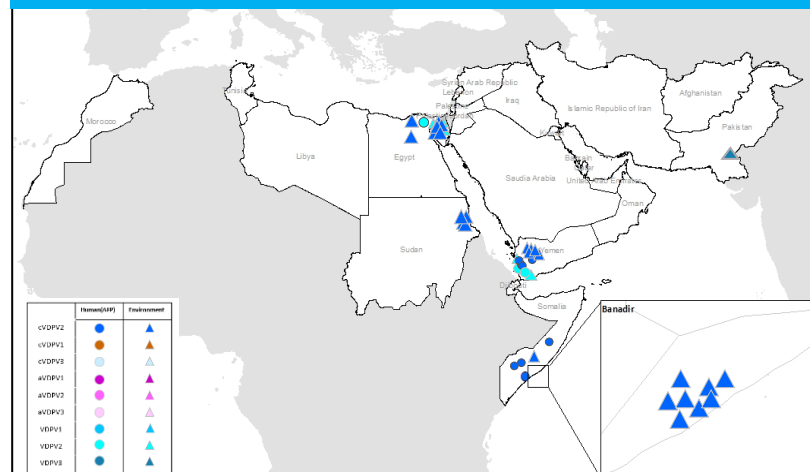 Syrian Arab Republic
Afghanistan
Tunisia
Lebanon
Iraq
Islamic Republic of Iran
Morocco
Pakistan
Kuwait
Libya
Egypt
Bahrain
Qatar
Saudi Arabia
United Arab Emirates
Oman
Sudan
Yemen
Djibouti
Somalia
Human(AFP) Environment
cVDPV2
cVDPV1
cVDPV3
aVDPV1
aVDPV2
aVDPV3
VDPV1
VDPV2
VDPV3
Banadir